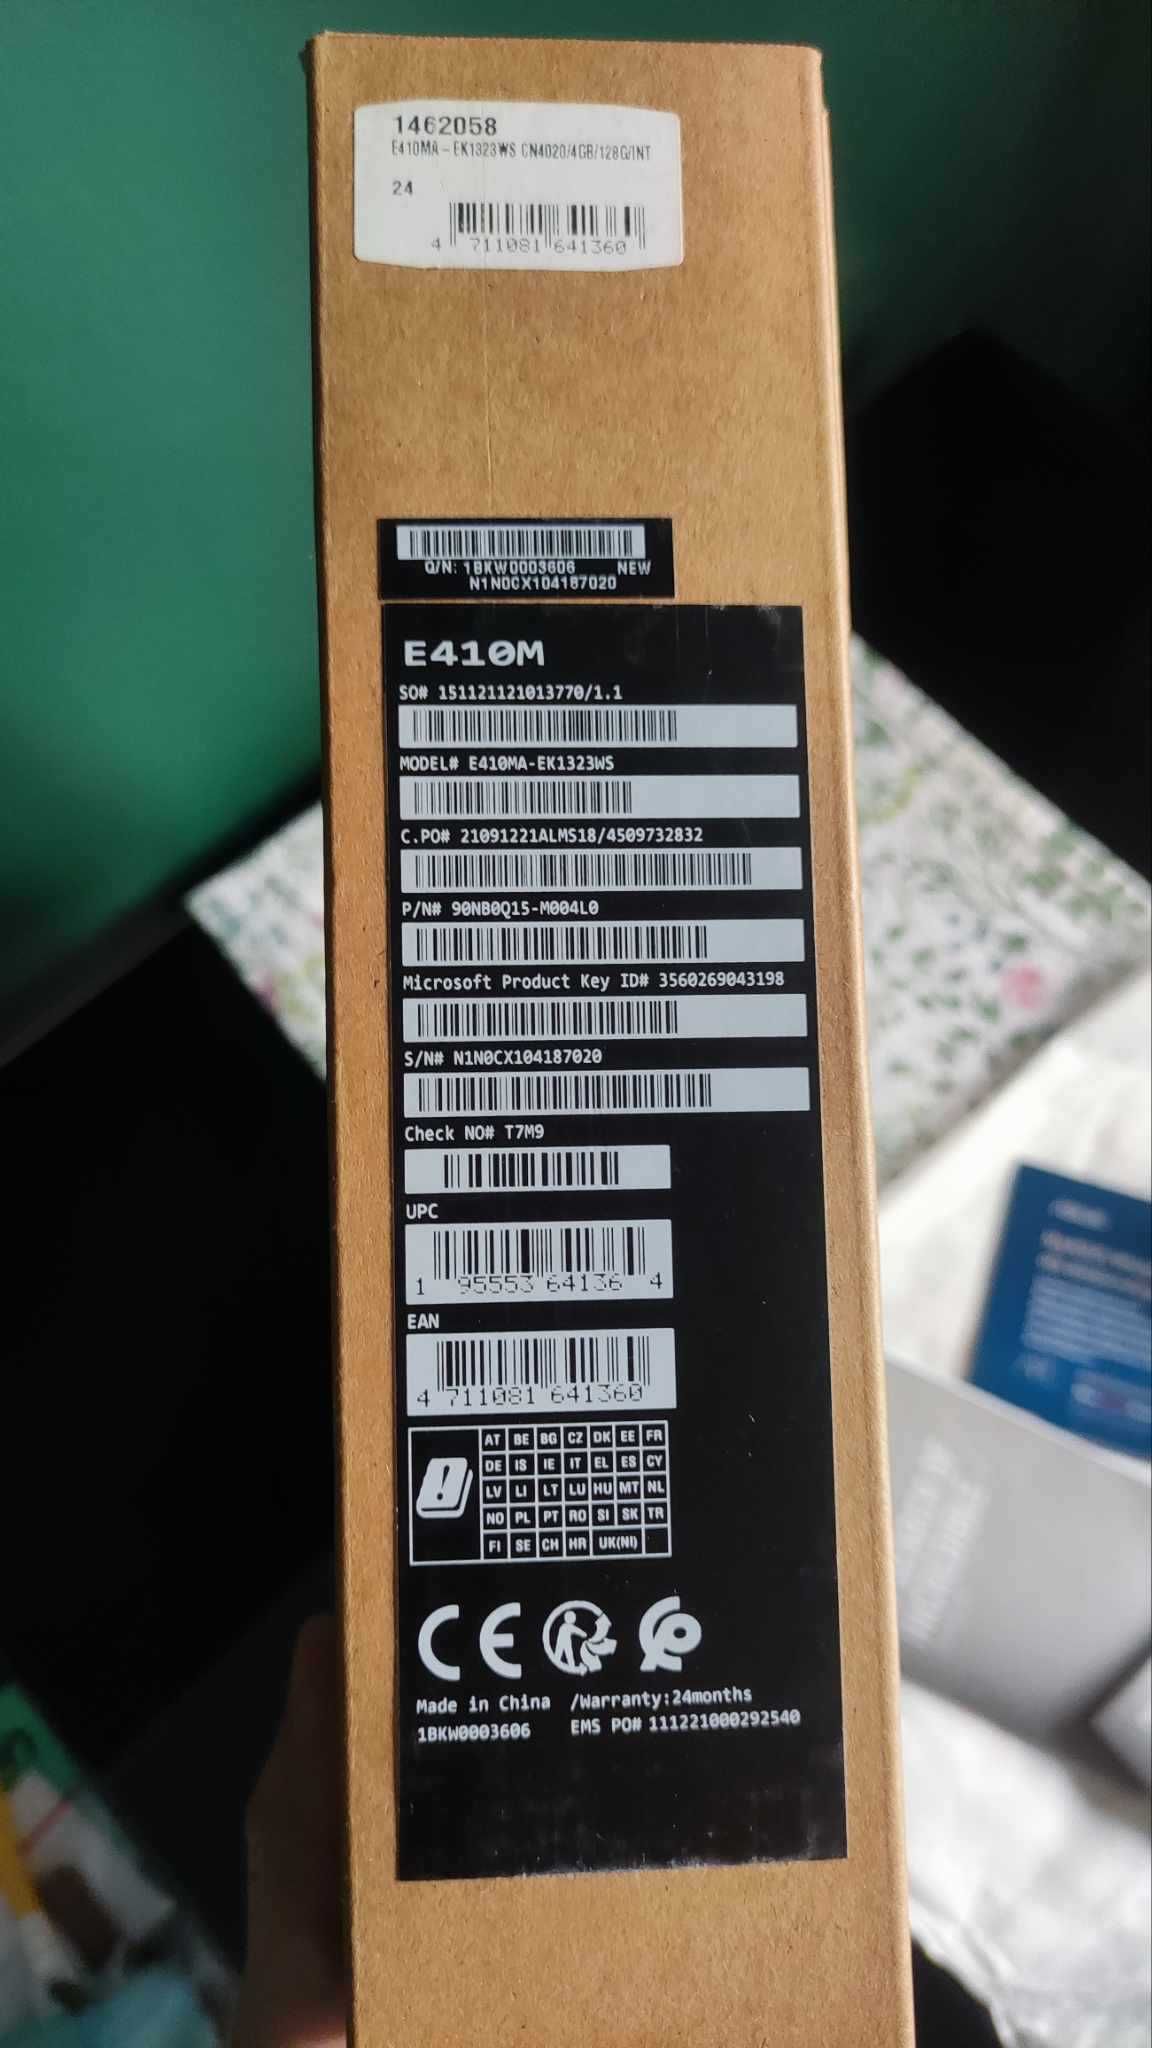 1462058
E410MA-EK1323WS CN4020/4GB/128G/INT
24
4 711081 641360
Q/N: 1BKW0003606 NEW
N1N0CX104187020
E410M
SO# 151121121013770/1.1
MODEL# E410MA-EK1323WS
C.PO# 21091221ALMS18/4509732832
P/N# 90NB0Q15-M004L0
Microsoft Product Key ID# 3560269043198
S/N# N1N0CX104187020
Check NO# T7M9
UPC
1 95553 64136 4
EAN
4 711081 641360
AT BE BG CZ DK EE FR
DE IS IE IT EL ES CY
LV LI LT LU HU MT NL
NO PL PT RO SI SK TR
FI SE CH HR UK(NI)
CE
Made in China /Warranty:24months
1BKW0003606 EMS PO# 111221000292540